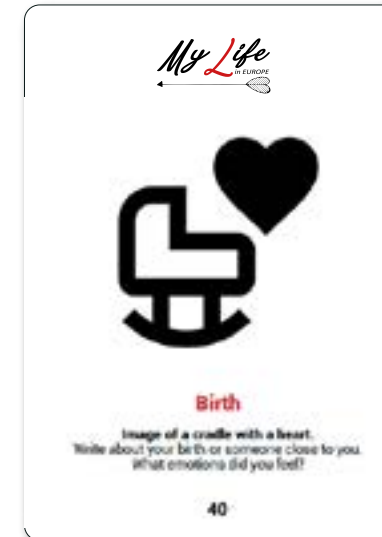 My Life
in EUROPE
Birth
Image of a cradle with a heart.
Write about your birth or someone close to you.
What emotions did you feel?
40